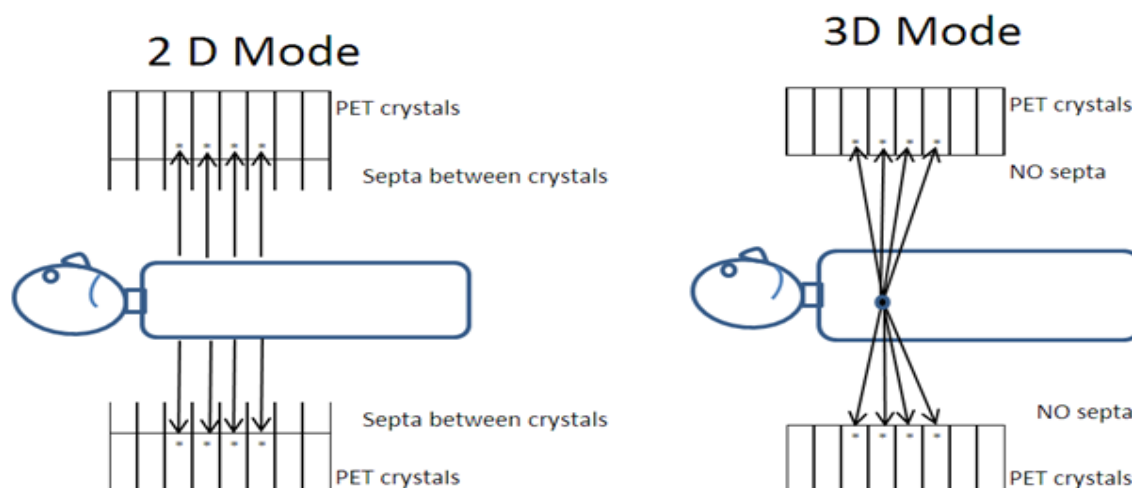 2 D Mode
PET crystals
Septa between crystals
Septa between crystals
PET crystals
3D Mode
PET crystals
NO septa
NO septa
PET crystals